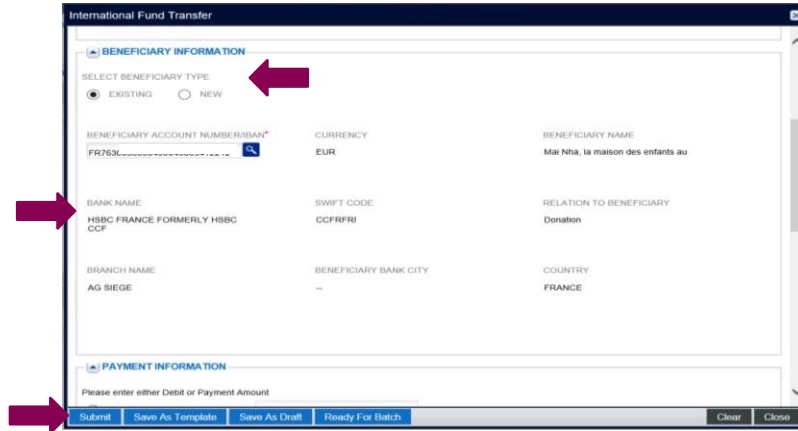 International Fund Transfer
BENEFICIARY INFORMATION
SELECT BENEFICIARY TYPE
EXISTING NEW
BENEFICIARY ACCOUNT NUMBER/IBAN* CURRENCY BENEFICIARY NAME
EUR Mai Nha, la maison des enfants au
BANK NAME SWIFT CODE RELATION TO BENEFICIARY
HSBC FRANCE FORMERLY HSBC CCFRFRI Donation
CCF
BRANCH NAME BENEFICIARY BANK CITY COUNTRY
AG SIEGE -- FRANCE
PAYMENT INFORMATION
Please enter either Debit or Payment Amount
Submit Save As Template Save As Draft Ready For Batch Clear Close